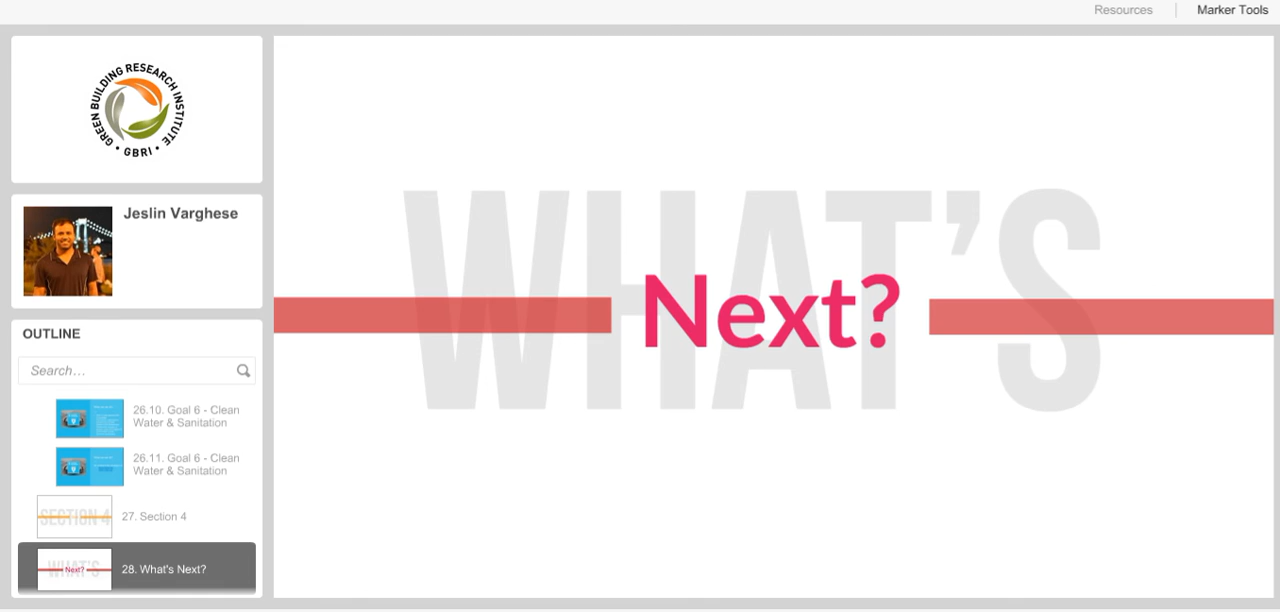 Resources | Marker Tools
GREEN BUILDING RESEARCH INSTITUTE • GBRI •
Jeslin Varghese
OUTLINE
Search...
26.10. Goal 6 - Clean
Water & Sanitation
26.11. Goal 6 - Clean
Water & Sanitation
SECTION 4
27. Section 4
WHAT'S
Next?
28. What's Next?
WHAT'S
Next?